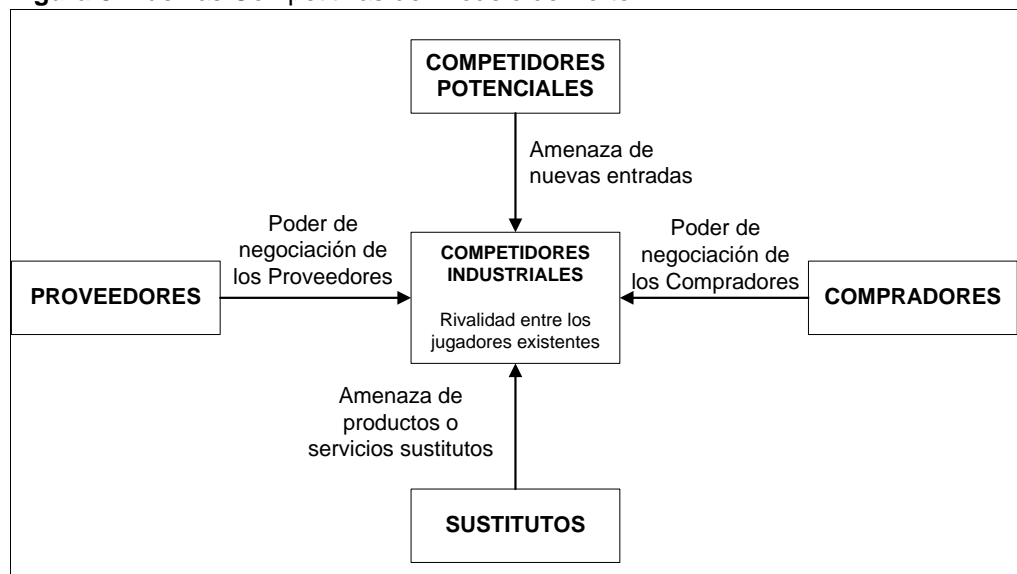 COMPETIDORES
POTENCIALES
Amenaza de
nuevas entradas
Poder de
negociación de
los Proveedores
Poder de
negociación de
los Compradores
PROVEEDORES
COMPETIDORES
INDUSTRIALES
Rivalidad entre los
jugadores existentes
COMPRADORES
Amenaza de
productos o
servicios sustitutos
SUSTITUTOS